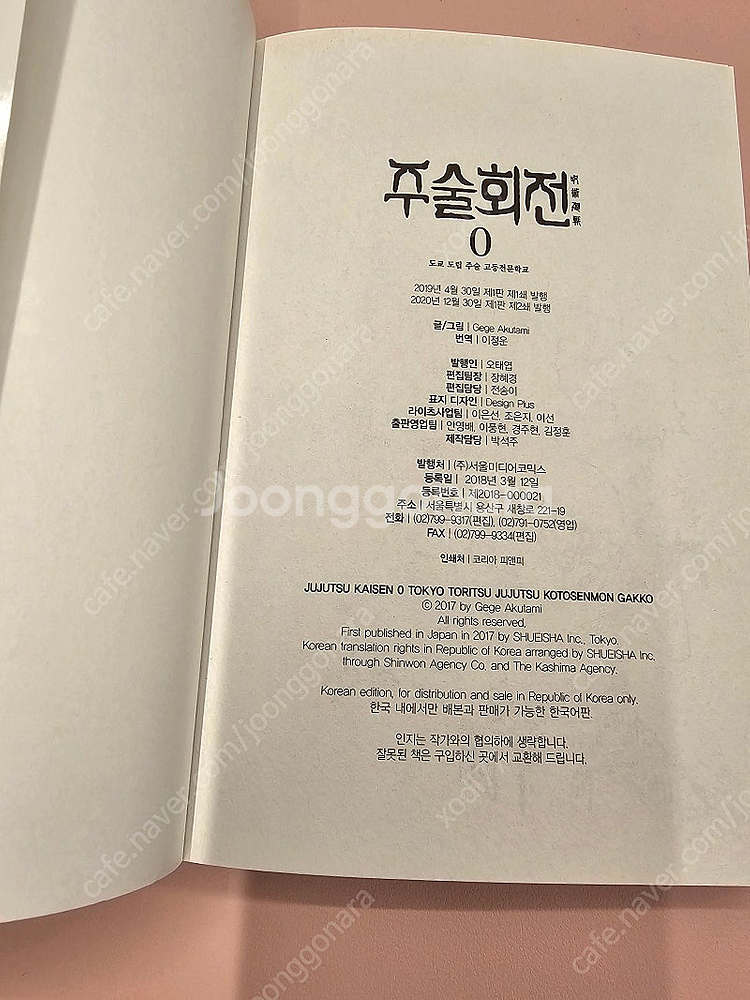 주술회전
呪術廻戦
0
도쿄 도립 주술 고등전문학교
2019년 4월 30일 제1판 제1쇄 발행
2020년 12월 30일 제1판 제2쇄 발행
글/그림 | Gege Akutami
번역 | 이정운
발행인 | 오태엽
편집팀장 | 장혜경
편집담당 | 전송이
표지 디자인 | Design Plus
라이츠사업팀 | 이은선, 조은지, 이선
출판영업팀 | 안영배, 이풍현, 경주현, 김정훈
제작담당 | 박석주
발행처 | (주)서울미디어코믹스
등록일 | 2018년 3월 12일
등록번호 | 제2018-000021
주소 | 서울특별시 용산구 새창로 221-19
전화 | (02)799-9317(편집), (02)791-0752(영업)
FAX | (02)799-9334(편집)
인쇄처 | 코리아 피앤피
JUJUTSU KAISEN 0 TOKYO TORITSU JUJUTSU KOTOSENMON GAKKO
© 2017 by Gege Akutami
All rights reserved.
First published in Japan in 2017 by SHUEISHA Inc., Tokyo.
Korean translation rights in Republic of Korea arranged by SHUEISHA Inc.
through Shinwon Agency Co. and The Kashima Agency.
Korean edition, for distribution and sale in Republic of Korea only.
한국 내에서만 배본과 판매가 가능한 한국어판.
인지는 작가와의 협의하에 생략합니다.
잘못된 책은 구입하신 곳에서 교환해 드립니다.
Joonggonara
cafe.naver.com/joonggonara